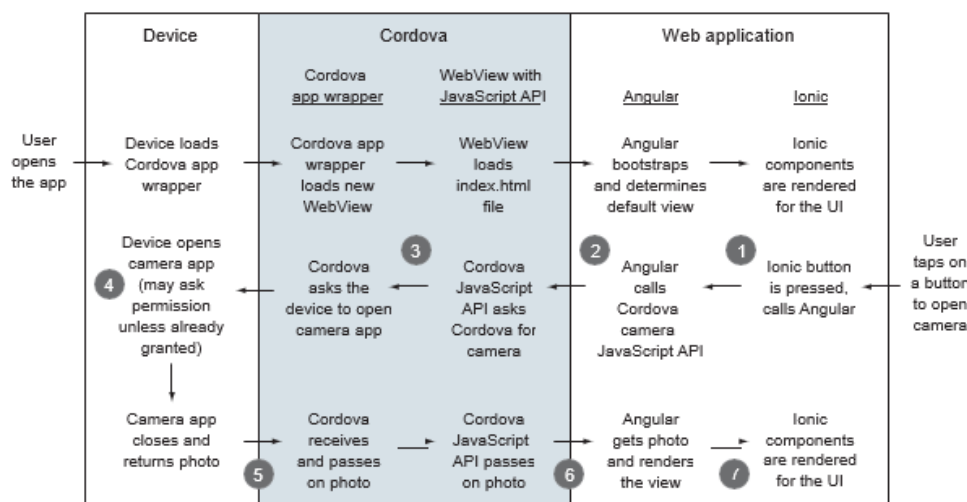 Device
Cordova
Web application
Cordova
app wrapper
WebView with
JavaScript API
Angular
Ionic
User
opens
the app
Device loads
Cordova app
wrapper
Cordova app
wrapper
loads new
WebView
WebView
loads
index.html
file
Angular
bootstraps
and determines
default view
Ionic
components
are rendered
for the UI
4
Device opens
camera app
(may ask
permission
unless already
granted)
3
Cordova
asks the
device to open
camera app
Cordova
JavaScript
API asks
Cordova for
camera
2
Angular
calls
Cordova
camera
JavaScript API
1
Ionic button
is pressed,
calls Angular
User
taps on
a button
to open
camera
Camera app
closes and
returns photo
5
Cordova
receives
and passes
on photo
Cordova
JavaScript
API passes
on photo
6
Angular
gets photo
and renders
the view
7
Ionic
components
are rendered
for the UI